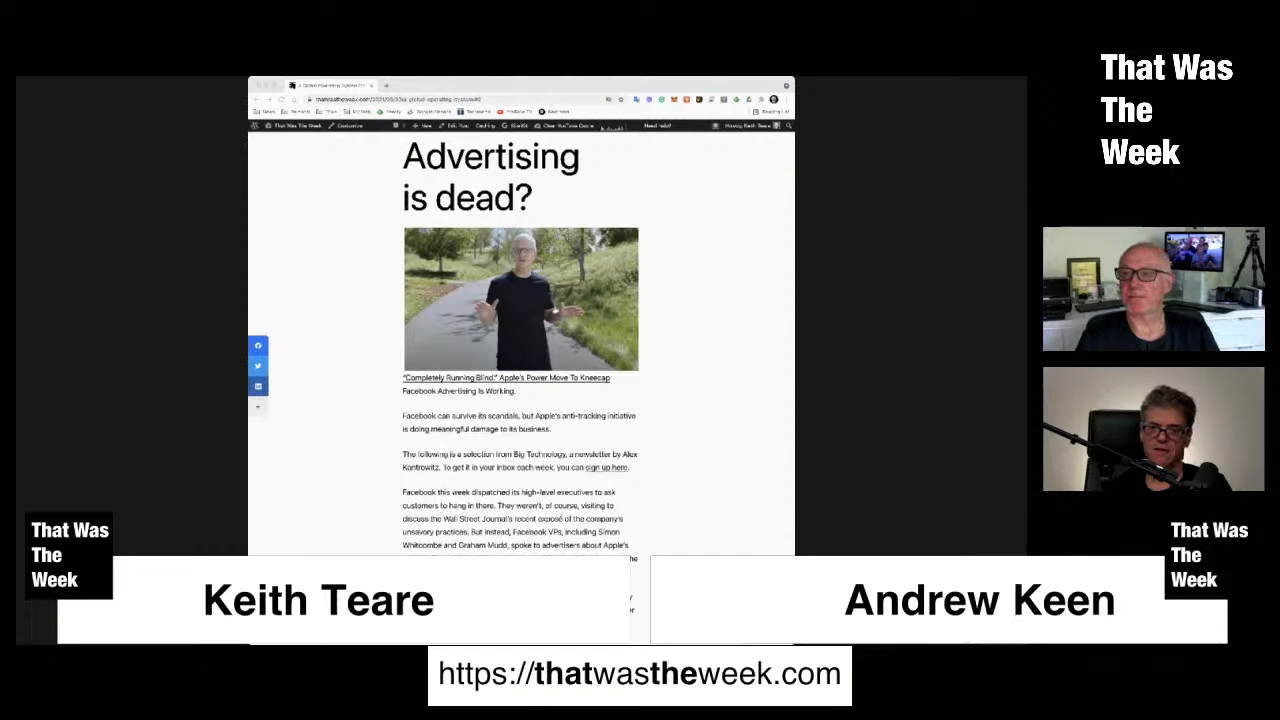 That Was
The
Week
Advertising
is dead?
"Completely Running Blind:" Apple's Power Move To Kneecap
Facebook Advertising Is Working.
Facebook can survive its scandals, but Apple's anti-tracking initiative
is doing meaningful damage to its business.
The following is a selection from Big Technology, a newsletter by Alex
Kantrowitz. To get it in your inbox each week, you can sign up here.
Facebook this week dispatched its high-level executives to ask
customers to hang in there. They weren't, of course, visiting to
discuss the Wall Street Journal's recent exposé of the company's
unsavory practices. But instead, Facebook VPs, including Simon
Whitcombe and Graham Mudd, spoke to advertisers about Apple's
That Was
The
Week
Keith Teare
That Was
The
Week
Andrew Keen
https://thatwastheweek.com